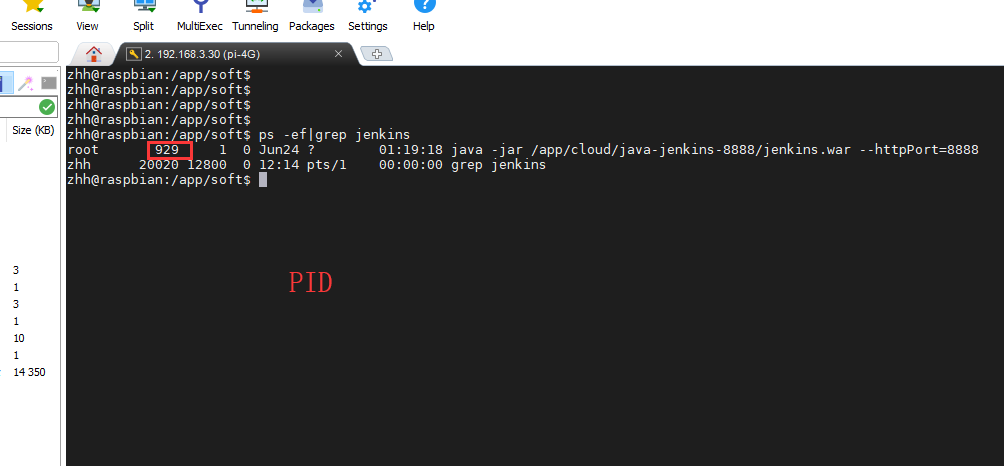 Sessions View Split MultiExec Tunneling Packages Settings Help
2. 192.168.3.30 (pi-4G)
zhh@raspbian:/app/soft$
zhh@raspbian:/app/soft$
zhh@raspbian:/app/soft$
zhh@raspbian:/app/soft$
Size (KB)
zhh@raspbian:/app/soft$ ps -ef|grep jenkins
root 929 1 0 Jun24 ? 01:19:18 java -jar /app/cloud/java-jenkins-8888/jenkins.war --httpPort=8888
zhh 20020 12800 0 12:14 pts/1 00:00:00 grep jenkins
zhh@raspbian:/app/soft$
3
1
PID
3
1
10
1
14 350